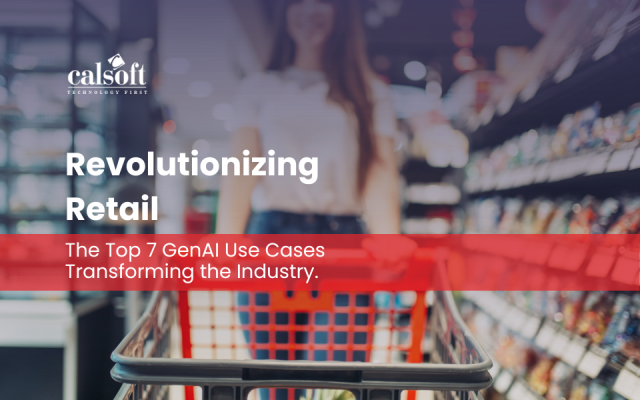 calsoft
TECHNOLOGY FIRST
Revolutionizing
Retail
The Top 7 GenAI Use Cases
Transforming the Industry.